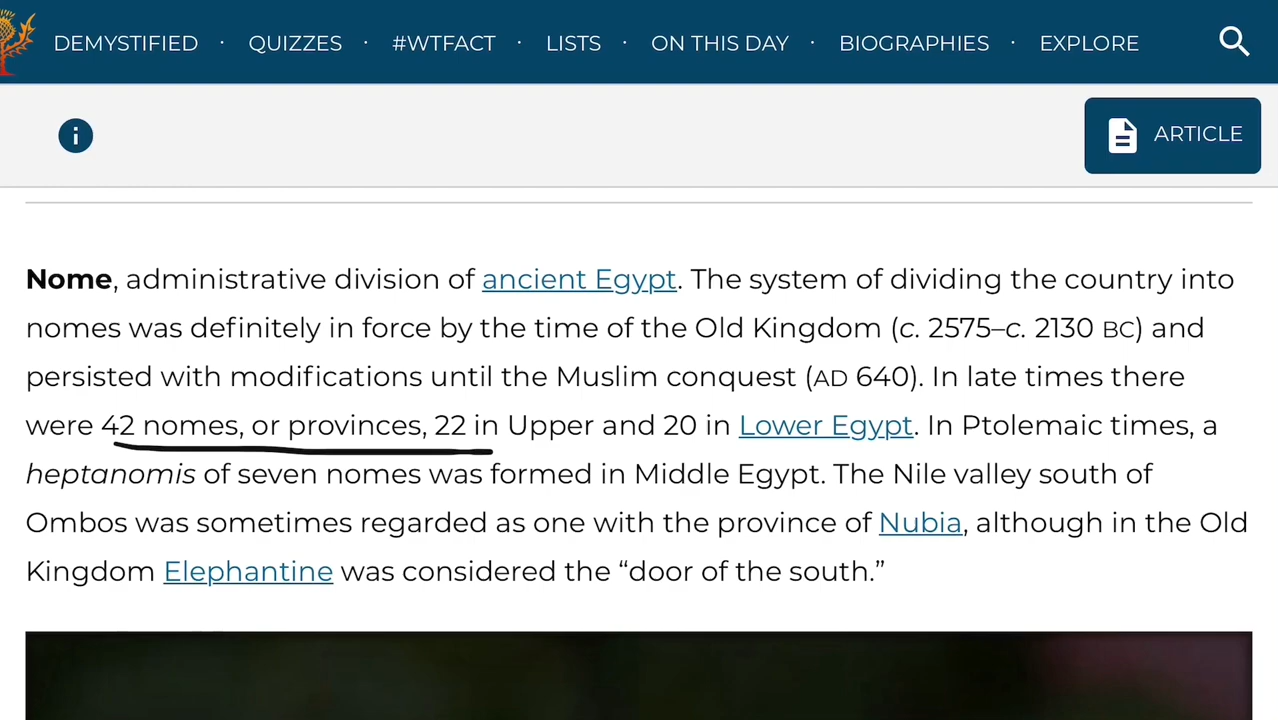 DEMYSTIFIED · QUIZZES · #WTFACT · LISTS · ON THIS DAY · BIOGRAPHIES · EXPLORE
i
ARTICLE
Nome, administrative division of ancient Egypt. The system of dividing the country into
nomes was definitely in force by the time of the Old Kingdom (c. 2575–c. 2130 BC) and
persisted with modifications until the Muslim conquest (AD 640). In late times there
were 42 nomes, or provinces, 22 in Upper and 20 in Lower Egypt. In Ptolemaic times, a
heptanomis of seven nomes was formed in Middle Egypt. The Nile valley south of
Ombos was sometimes regarded as one with the province of Nubia, although in the Old
Kingdom Elephantine was considered the “door of the south.”